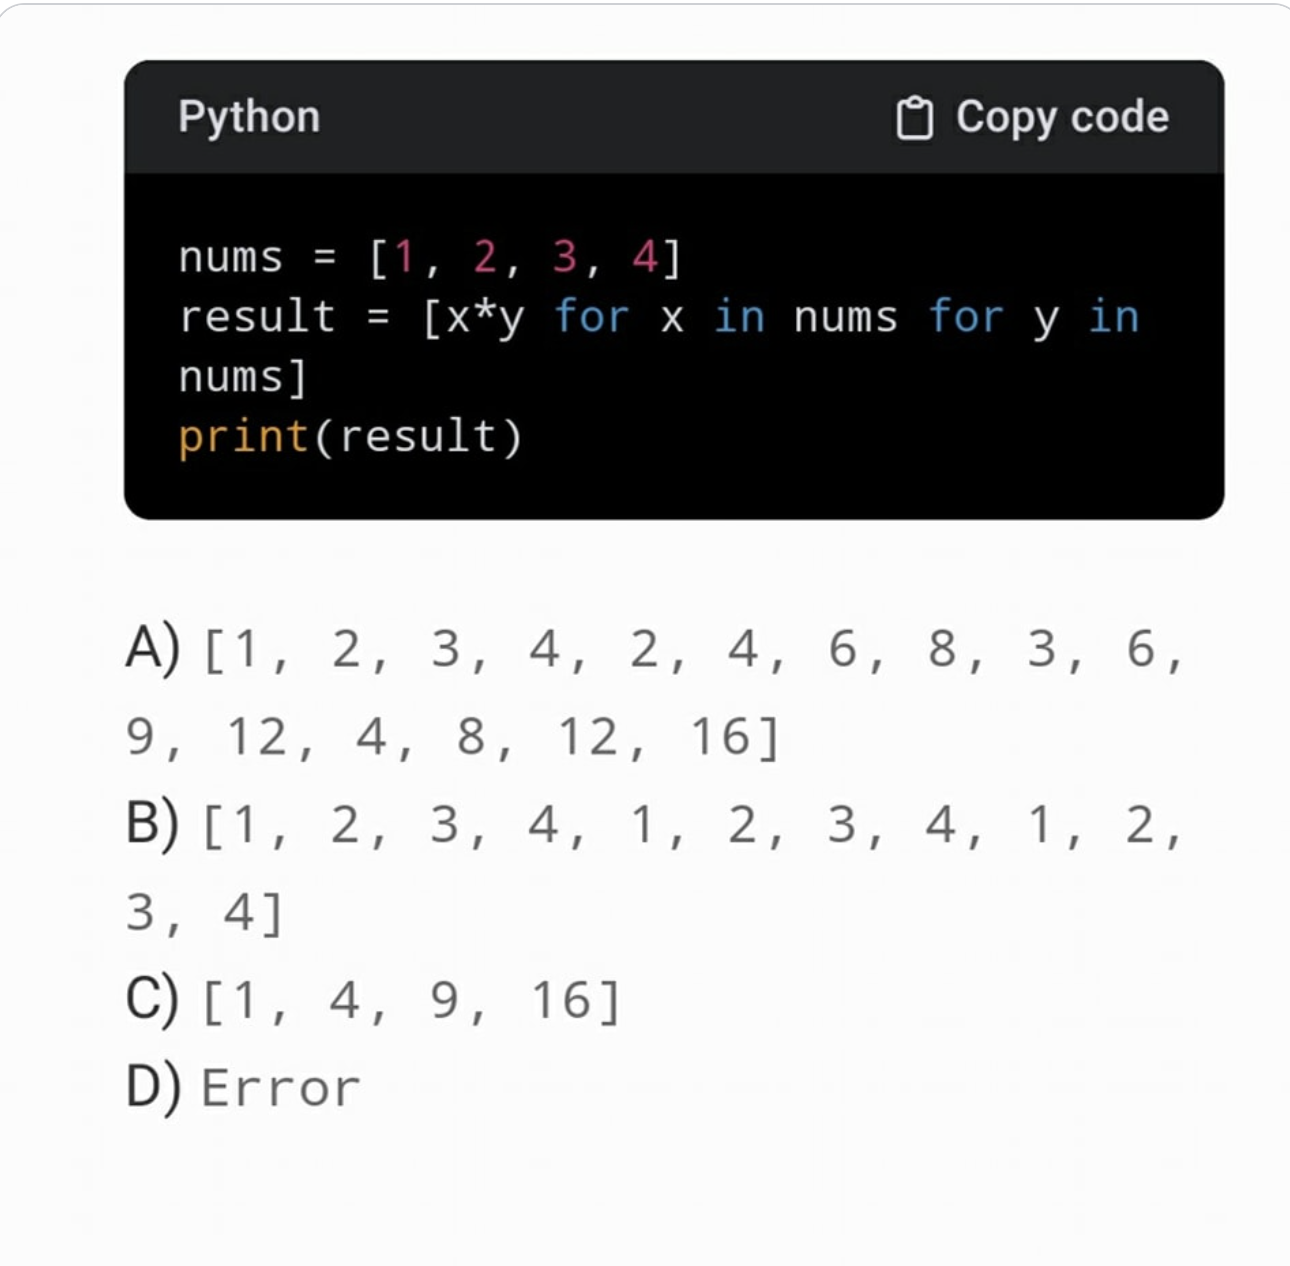 Python
Copy code
nums = [1, 2, 3, 4]
result = [x*y for x in nums for y in
nums]
print(result)
A) [1, 2, 3, 4, 2, 4, 6, 8, 3, 6,
9, 12, 4, 8, 12, 16]
B) [1, 2, 3, 4, 1, 2, 3, 4, 1, 2,
3, 4]
C) [1, 4, 9, 16]
D) Error